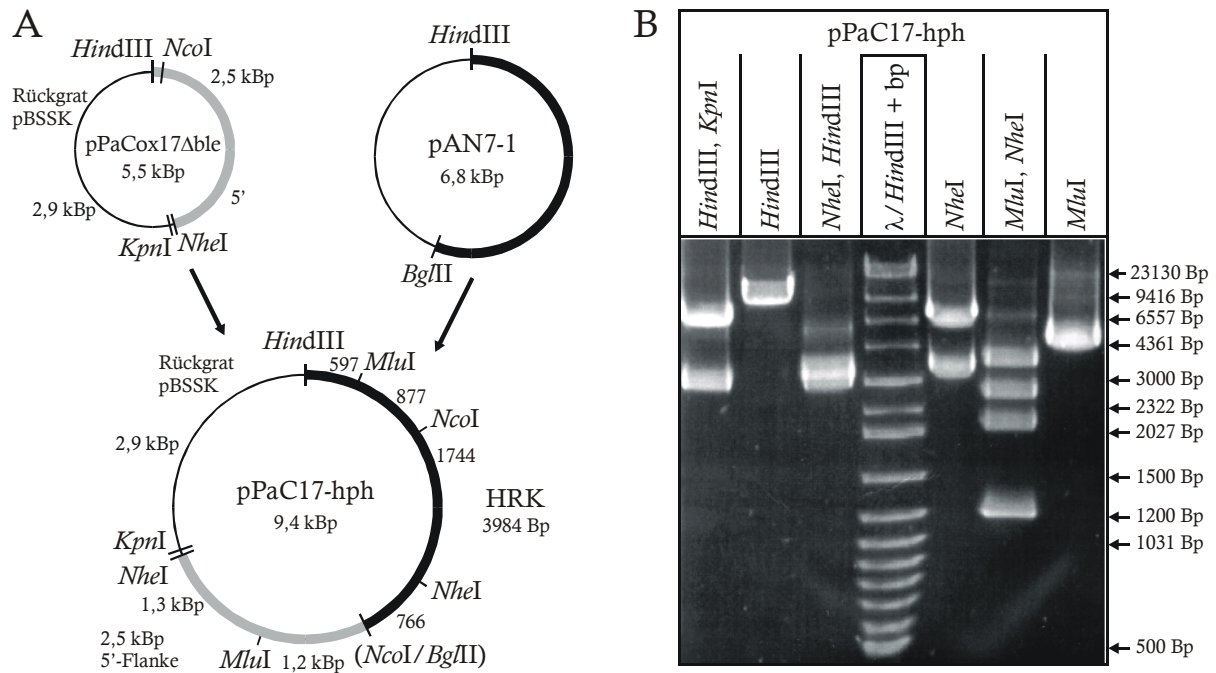 A
HindIII
NcoI
2,5 kBp
Rückgrat
pBSSK
pPaCox17Δble
5,5 kBp
2,9 kBp
5’
KpnI
NheI
HindIII
pAN7-1
6,8 kBp
BglII
HindIII
Rückgrat
pBSSK
597
MluI
877
NcoI
2,9 kBp
1744
pPaC17-hph
9,4 kBp
HRK
3984 Bp
KpnI
NheI
NheI
1,3 kBp
766
2,5 kBp
5’-Flanke
MluI
1,2 kBp
(NcoI/BglII)
B
pPaC17-hph
HindIII, KpnI
HindIII
NheI, HindIII
λ/HindIII + bp
NheI
MluI, NheI
MluI
23130 Bp
9416 Bp
6557 Bp
4361 Bp
3000 Bp
2322 Bp
2027 Bp
1500 Bp
1200 Bp
1031 Bp
500 Bp